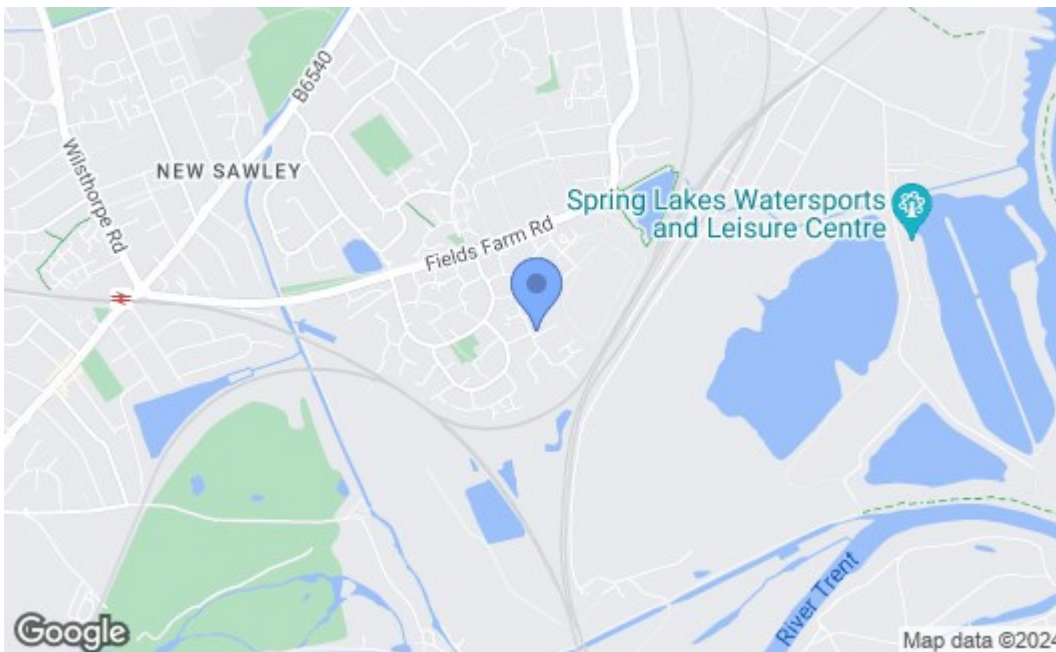 B6540
Wilsthorpe Rd
NEW SAWLEY
Spring Lakes Watersports
and Leisure Centre
Fields Farm Rd
River Trent
Google
Map data ©2024